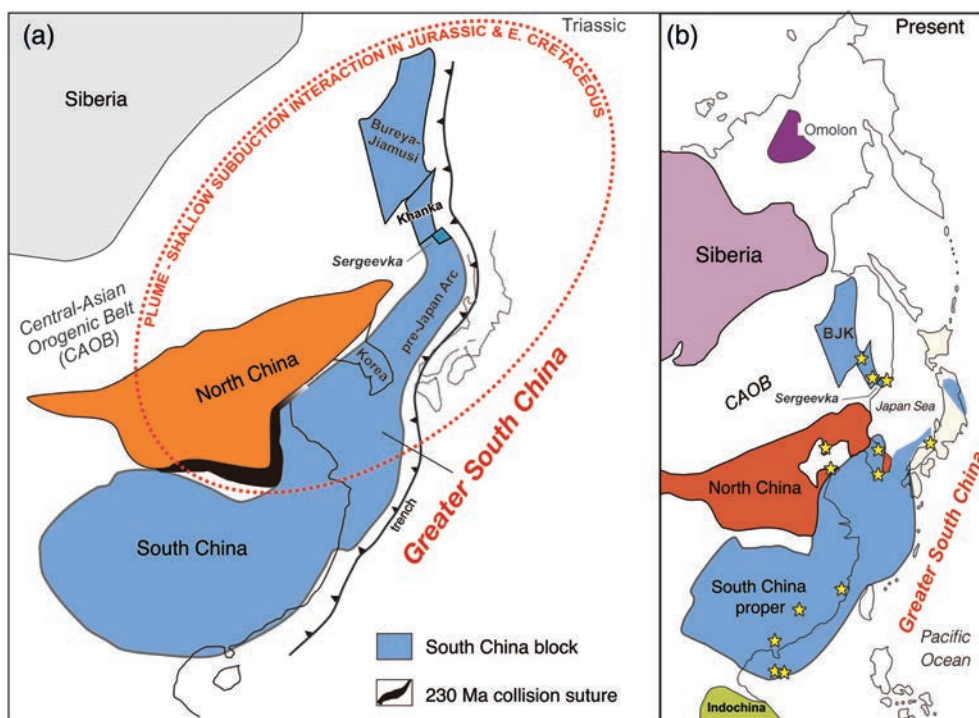 (a)
Triassic
Siberia
PLUME - SHALLOW SUBDUCTION INTERACTION IN JURASSIC & E. CRETACEOUS
Bureya-
Jiamusi
Khanka
Sergeevka
Central-Asian
Orogenic Belt
(CAOB)
pre-Japan Arc
North China
Korea
Greater South China
South China
trench
South China block
230 Ma collision suture
(b)
Present
Omolon
Siberia
BJK
CAOB
Sergeevka
Japan Sea
North China
Greater South China
South China
proper
Pacific
Ocean
Indochina